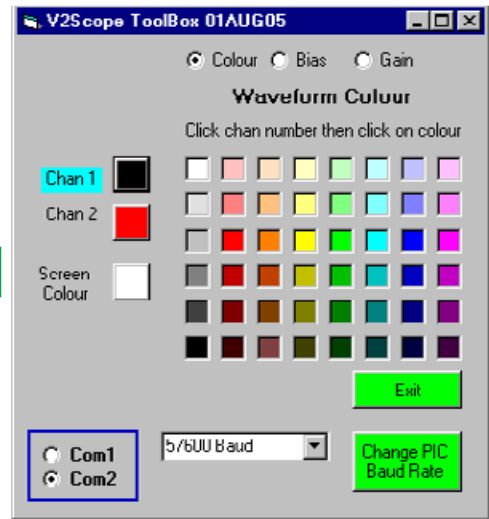 V2Scope ToolBox 01AUG05
Colour Bias Gain
Waveform Colour
Click chan number then click on colour
Chan 1
Chan 2
Screen
Colour
Exit
Com1
Com2
57600 Baud
Change PIC
Baud Rate